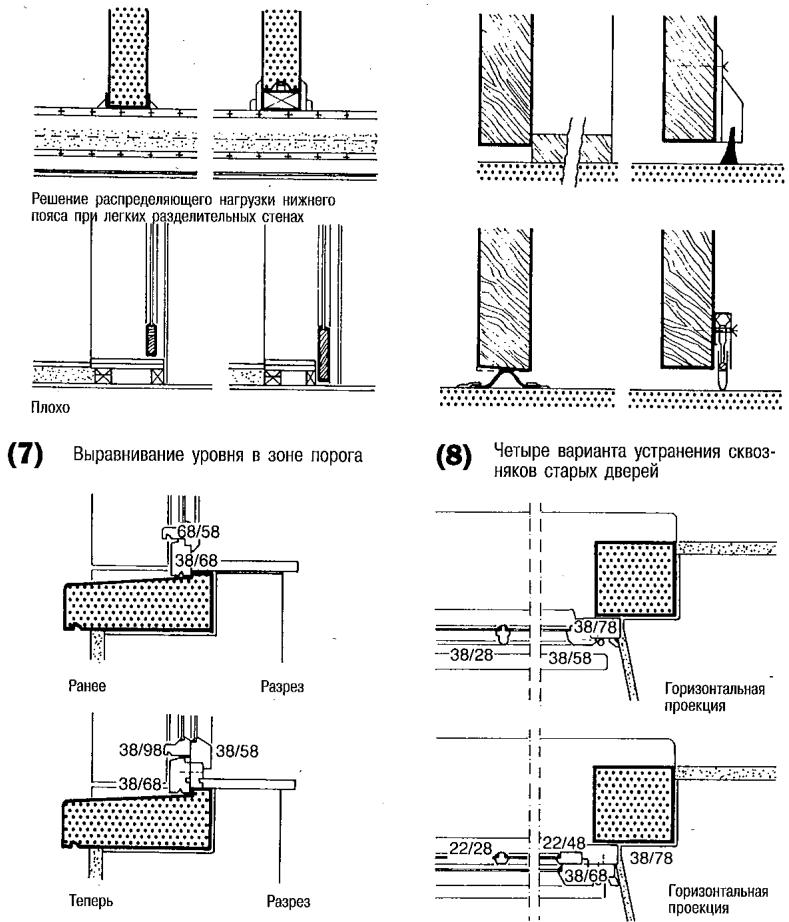 Решение распределяющего нагрузки нижнего
пояса при легких разделительных стенах
Плохо
(7) Выравнивание уровня в зоне порога
(8) Четыре варианта устранения сквоз-
няков старых дверей
68/58
38/68
Ранее
Разрез
38/78
38/28
38/58
Горизонтальная
проекция
38/98
38/58
38/68
Теперь
Разрез
22/28
22/48
38/78
38/68
Горизонтальная
проекция